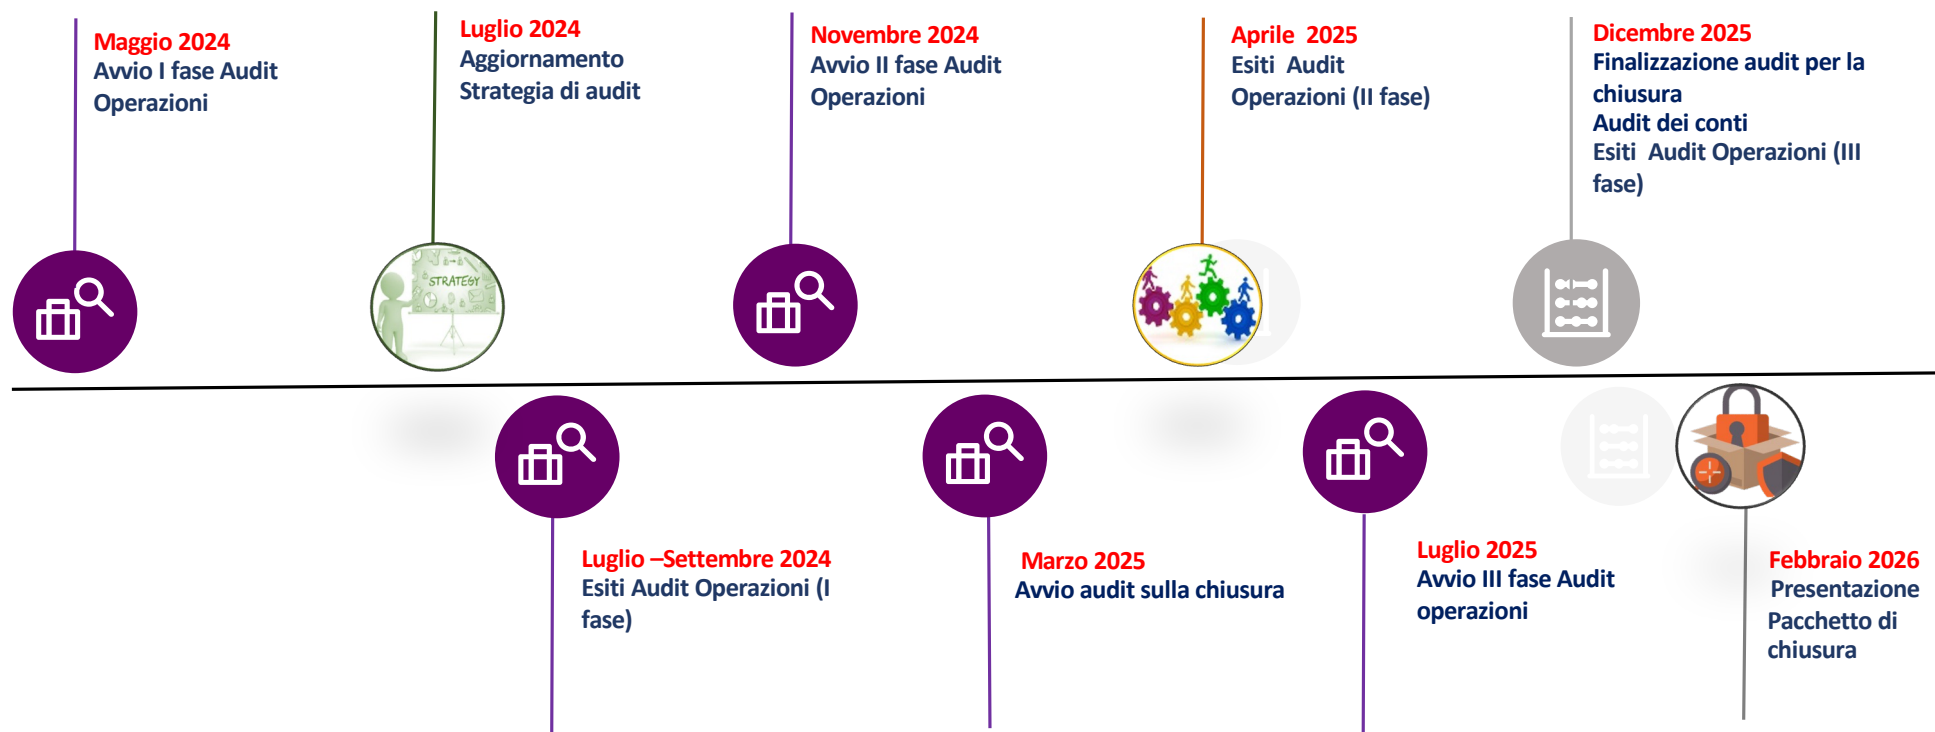 Maggio 2024
Avvio I fase Audit
Operazioni
Luglio 2024
Aggiornamento
Strategia di audit
Novembre 2024
Avvio II fase Audit
Operazioni
Aprile 2025
Esiti Audit
Operazioni (II fase)
Dicembre 2025
Finalizzazione audit per la
chiusura
Audit dei conti
Esiti Audit Operazioni (III
fase)
STRATEGY
Luglio –Settembre 2024
Esiti Audit Operazioni (I
fase)
Marzo 2025
Avvio audit sulla chiusura
Luglio 2025
Avvio III fase Audit
operazioni
Febbraio 2026
Presentazione
Pacchetto di
chiusura